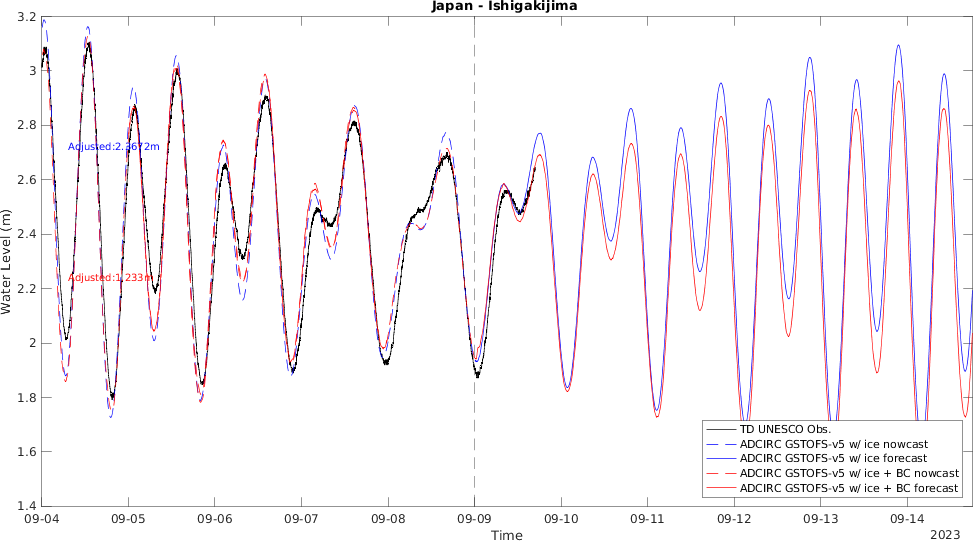 Japan - Ishigakijima
3.2
3
2.8
2.6
2.4
2.2
2
1.8
1.6
1.4
Water Level (m)
Adjusted:2.3672m
Adjusted:1.233m
TD UNESCO Obs.
ADCIRC GSTOFS-v5 w/ ice nowcast
ADCIRC GSTOFS-v5 w/ ice forecast
ADCIRC GSTOFS-v5 w/ ice + BC nowcast
ADCIRC GSTOFS-v5 w/ ice + BC forecast
09-04 09-05 09-06 09-07 09-08 09-09 09-10 09-11 09-12 09-13 09-14
Time
2023